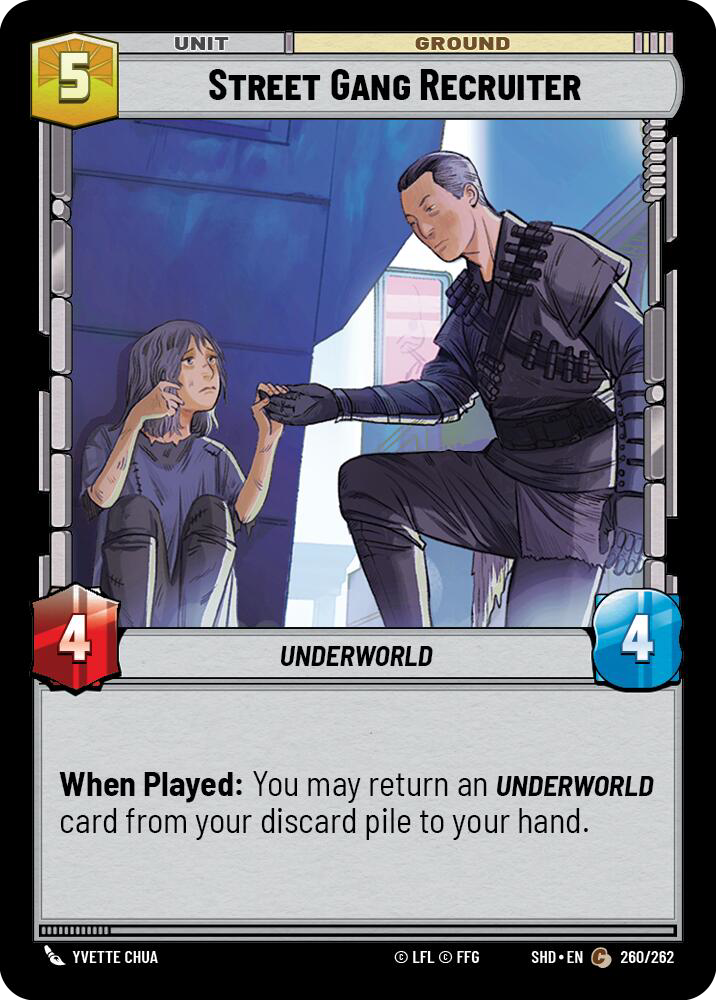 UNIT
GROUND
5
STREET GANG RECRUITER
4
UNDERWORLD
4
When Played: You may return an UNDERWORLD
card from your discard pile to your hand.
YVETTE CHUA
© LFL © FFG
SHD • EN C 260/262